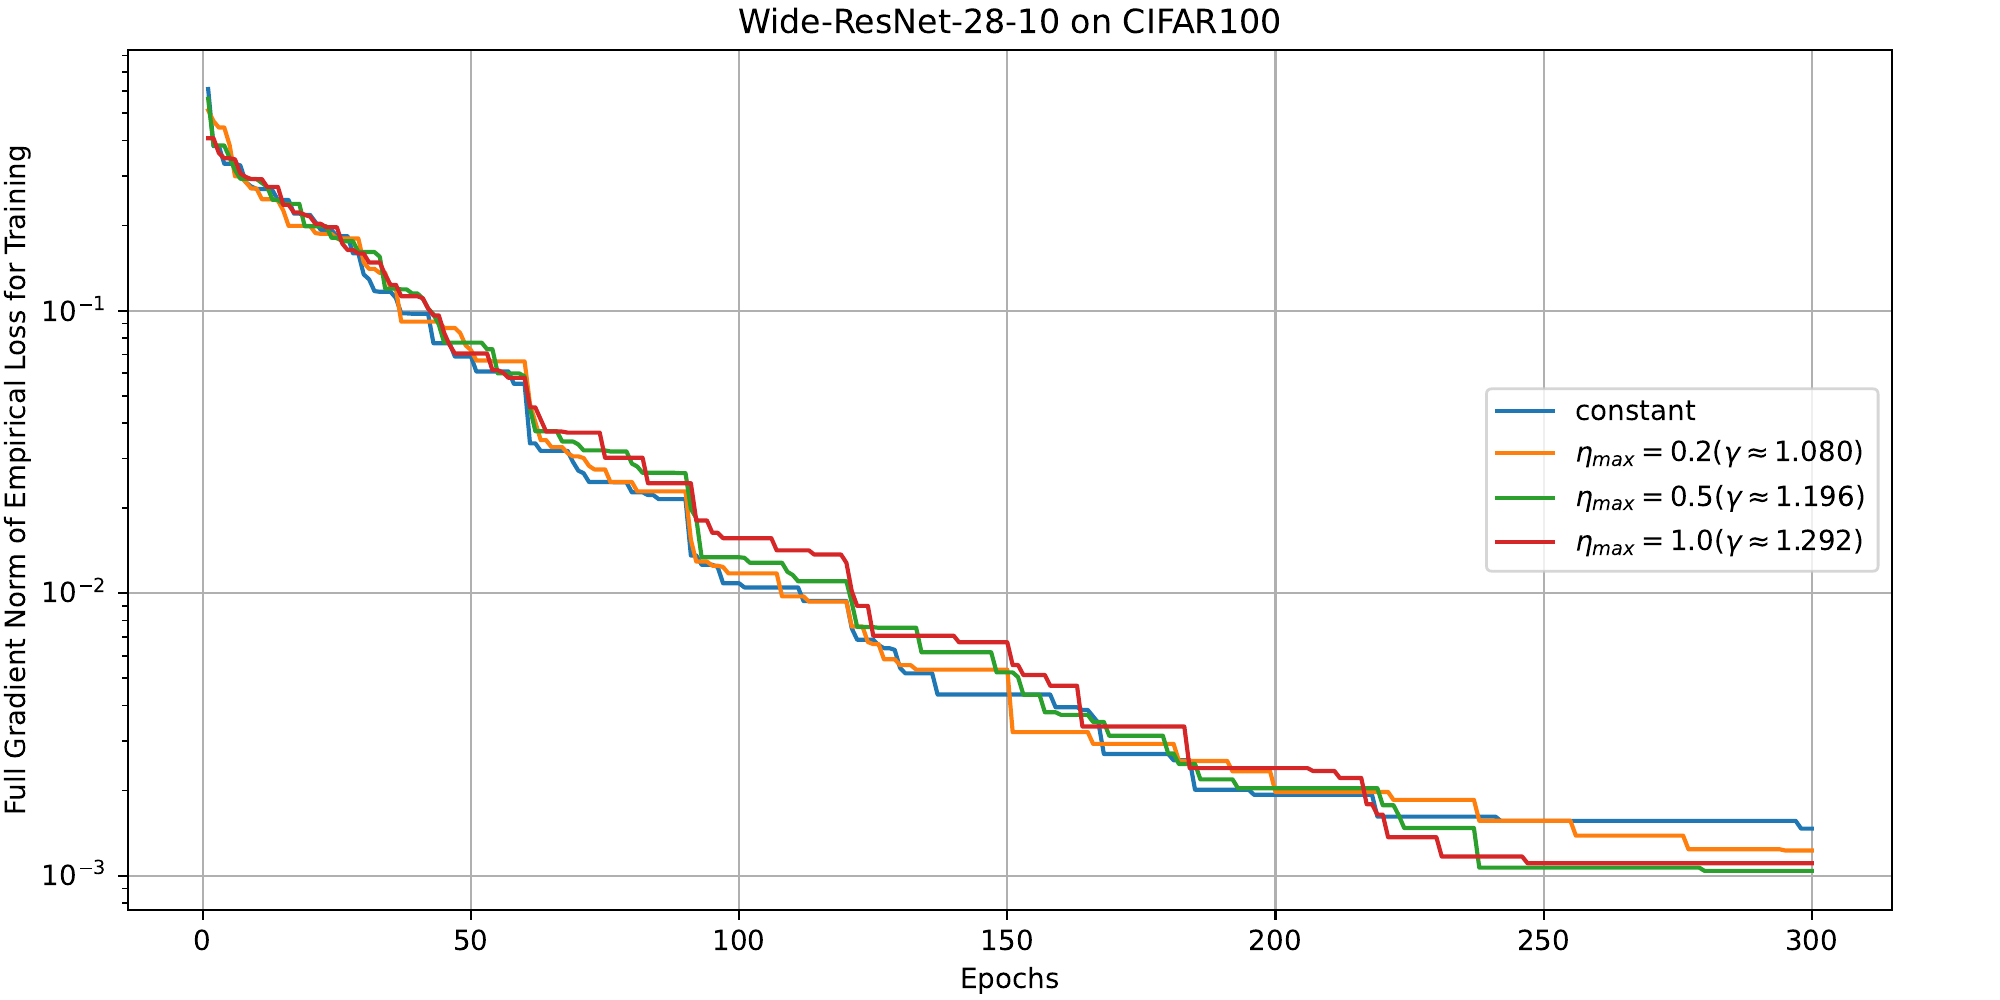 Wide-ResNet-28-10 on CIFAR100
Full Gradient Norm of Empirical Loss for Training
10⁻¹
10⁻²
10⁻³
constant
η_max = 0.2(γ ≈ 1.080)
η_max = 0.5(γ ≈ 1.196)
η_max = 1.0(γ ≈ 1.292)
0 50 100 150 200 250 300
Epochs